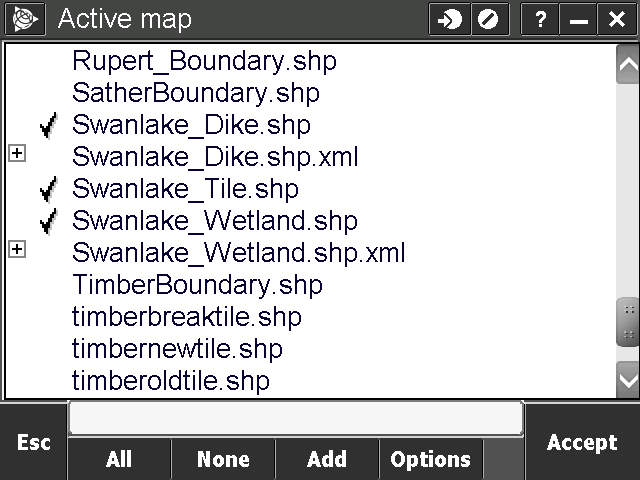 Active map
?
Rupert_Boundary.shp
SatherBoundary.shp
Swanlake_Dike.shp
Swanlake_Dike.shp.xml
Swanlake_Tile.shp
Swanlake_Wetland.shp
Swanlake_Wetland.shp.xml
TimberBoundary.shp
timberbreaktile.shp
timbernewtile.shp
timberoldtile.shp
Esc
All
None
Add
Options
Accept